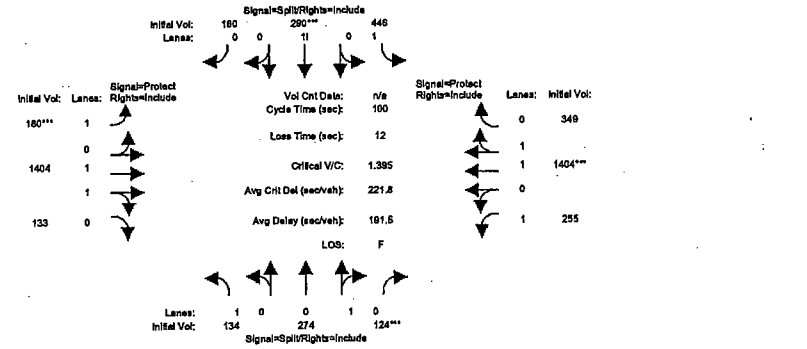 Signal=Split/Rights=Include
Initial Vol: 160 290*** 446
Lanes: 0 0 1! 0 1
Signal=Protect
Initial Vol: Lanes: Rights=Include
180*** 1
0
1404 1
1
133 0
Vol Cnt Date: n/a
Cycle Time (sec): 100
Loss Time (sec): 12
Critical V/C: 1.395
Avg Crit Del (sec/veh): 221.8
Avg Delay (sec/veh): 191.6
LOS: F
Signal=Protect
Rights=Include Lanes: Initial Vol:
0 349
1
1 1404***
0
1 255
Lanes: 1 0 0 1 0
Initial Vol: 134 274 124***
Signal=Split/Rights=Include